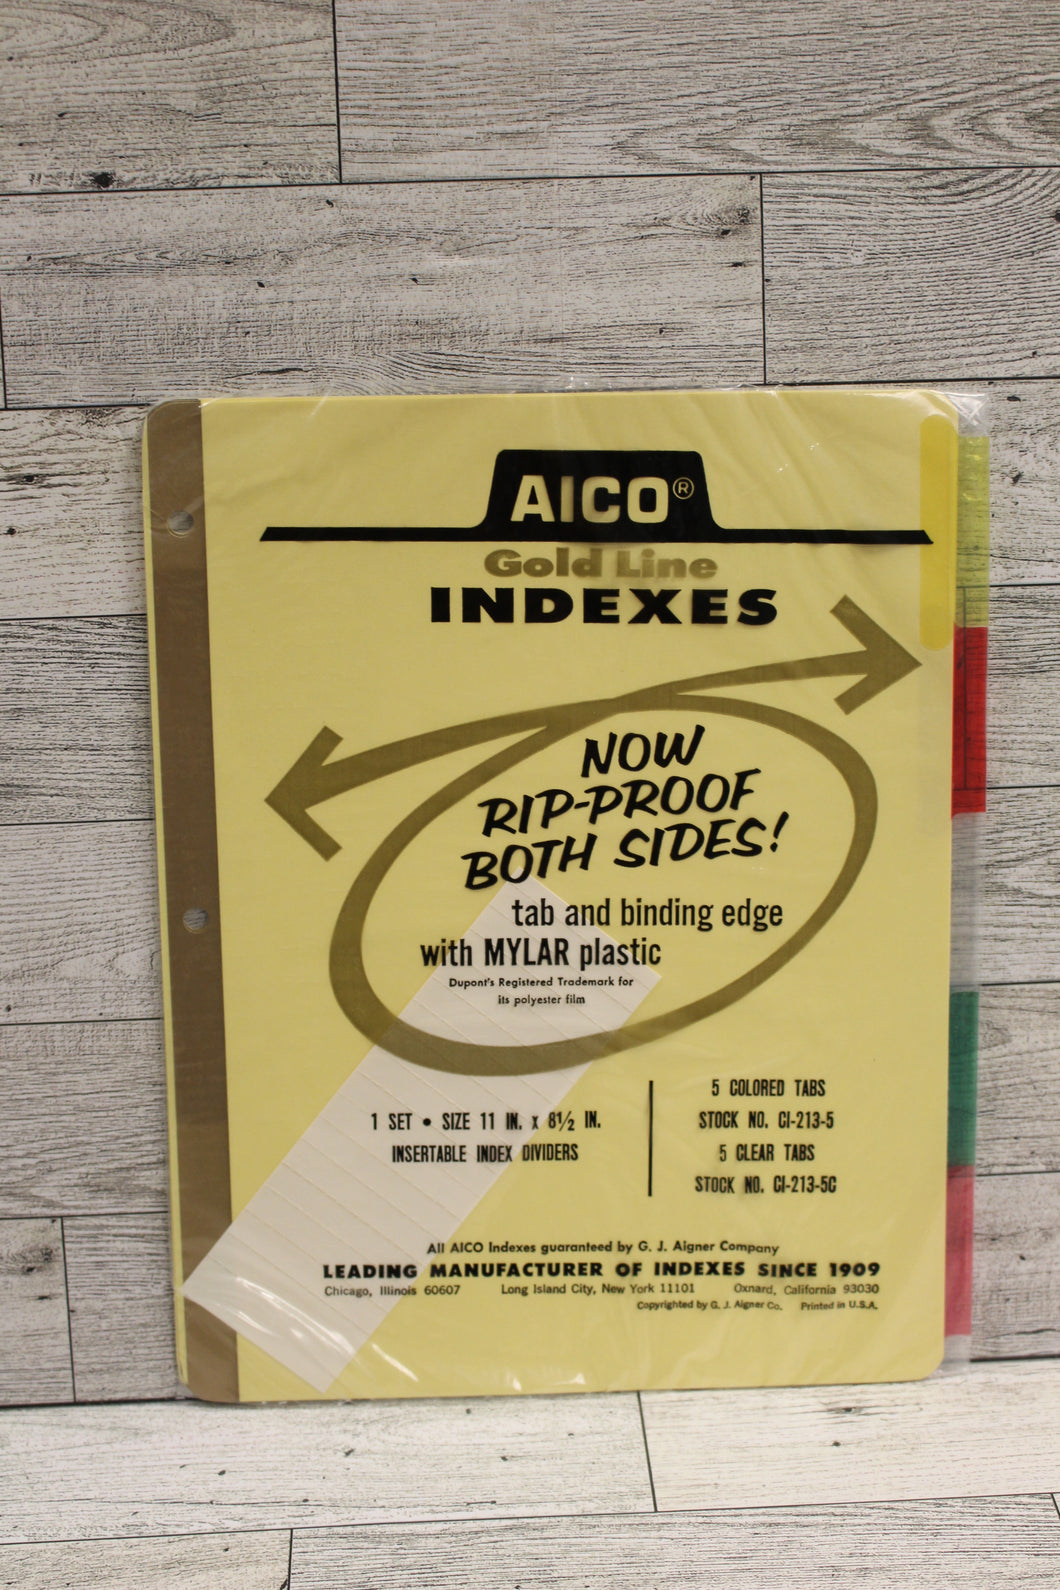 AICO®
Gold Line
INDEXES
NOW
RIP-PROOF
BOTH SIDES!
tab and binding edge
with MYLAR plastic
Dupont's Registered Trademark for
its polyester film
1 SET • SIZE 11 IN. x 8½ IN.
INSERTABLE INDEX DIVIDERS
5 COLORED TABS
STOCK NO. CI-213-5
5 CLEAR TABS
STOCK NO. CI-213-5C
All AICO Indexes guaranteed by G. J. Aigner Company
LEADING MANUFACTURER OF INDEXES SINCE 1909
Chicago, Illinois 60607 Long Island City, New York 11101 Oxnard, California 93030
Copyrighted by G. J. Aigner Co. Printed in U.S.A.